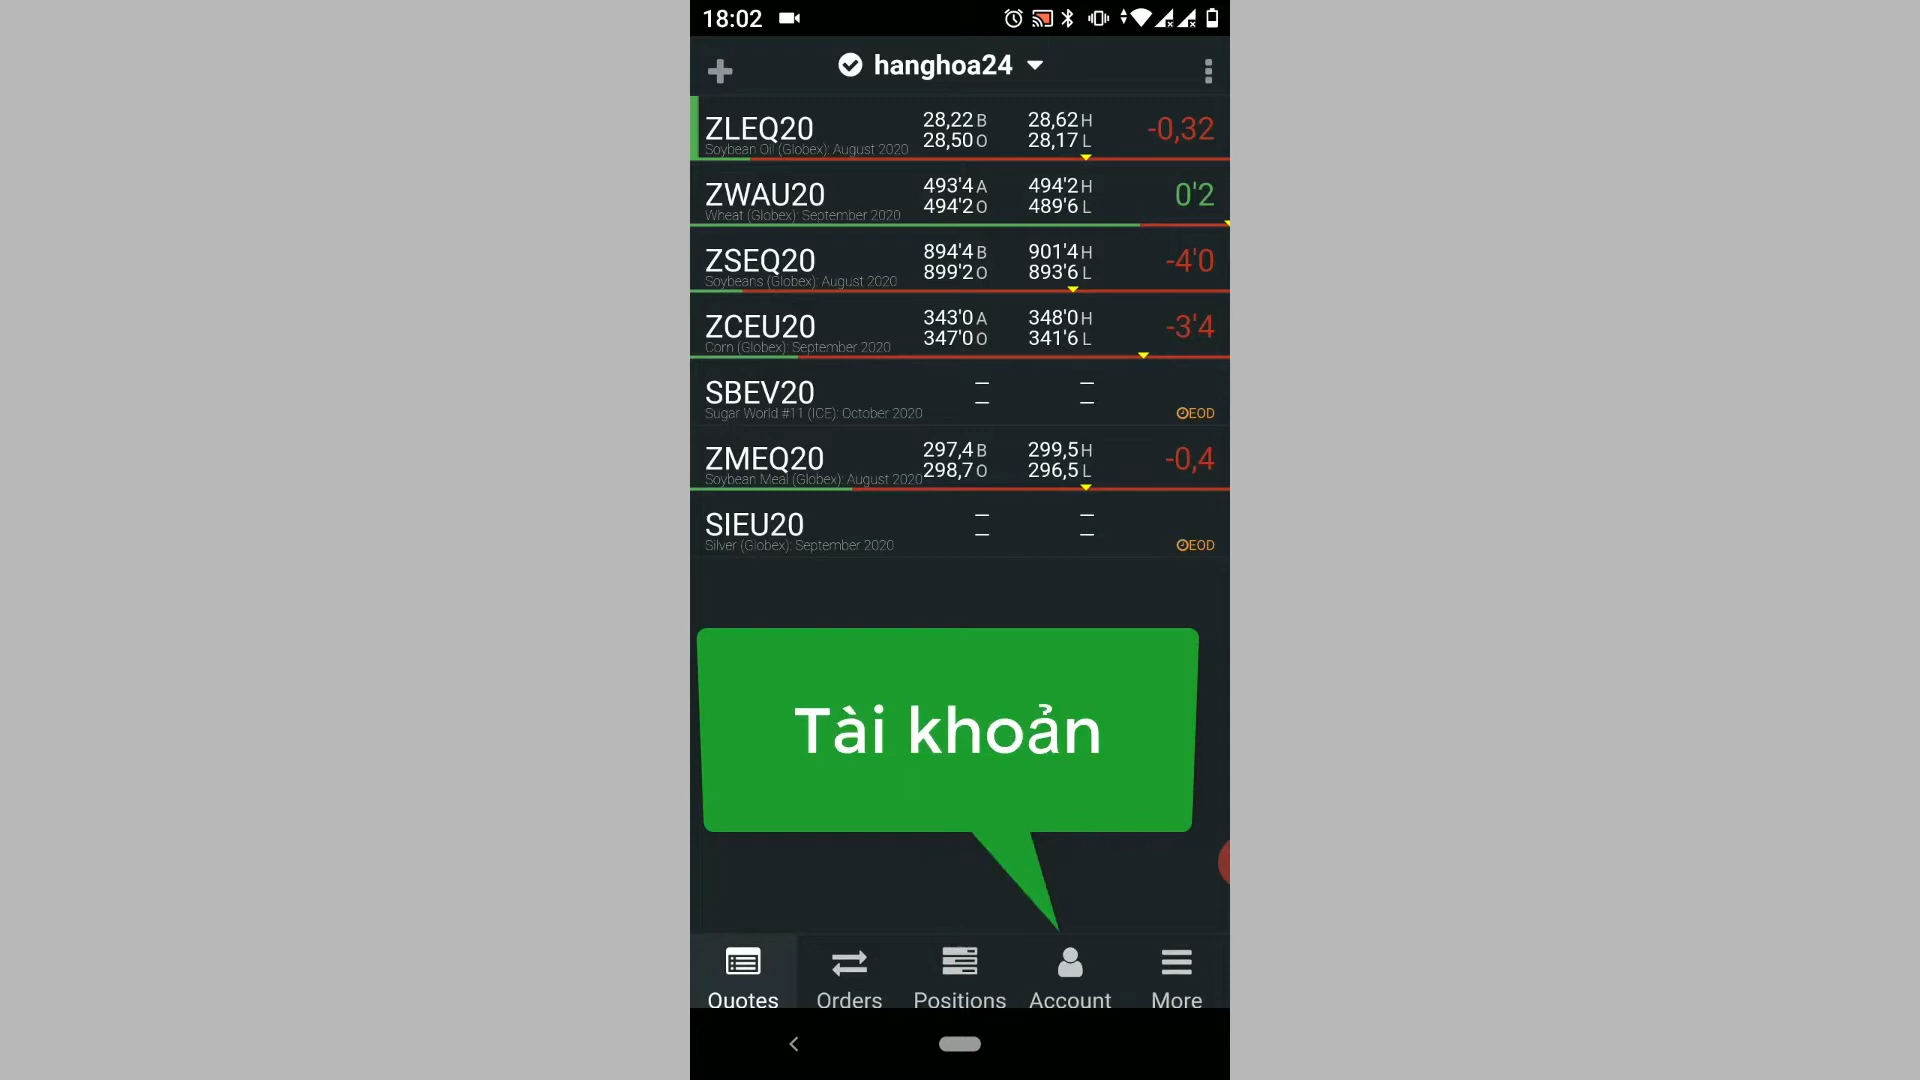 18:02
hanghoa24
ZLEQ20 28,22 B 28,62 H -0,32
28,50 O 28,17 L
Soybean Oil (Globex): August 2020
ZWAU20 493'4 A 494'2 H 0'2
494'2 O 489'6 L
Wheat (Globex): September 2020
ZSEQ20 894'4 B 901'4 H -4'0
899'2 O 893'6 L
Soybeans (Globex): August 2020
ZCEU20 343'0 A 348'0 H -3'4
347'0 O 341'6 L
Corn (Globex): September 2020
SBEV20 — —
— —
Sugar World #11 (ICE): October 2020 EOD
ZMEQ20 297,4 B 299,5 H -0,4
298,7 O 296,5 L
Soybean Meal (Globex): August 2020
SIEU20 — —
— —
Silver (Globex): September 2020 EOD
Tài khoản
Quotes Orders Positions Account More